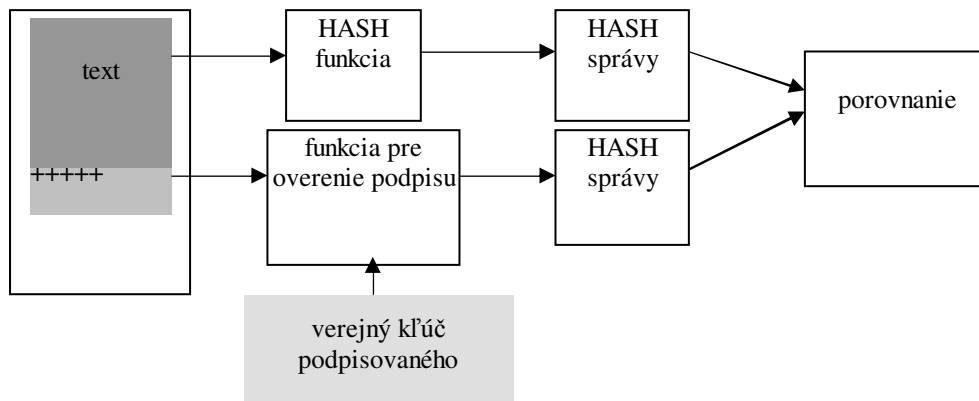 text
+++++
HASH
funkcia
HASH
správy
porovnanie
funkcia pre
overenie podpisu
HASH
správy
verejný kľúč
podpisovaného